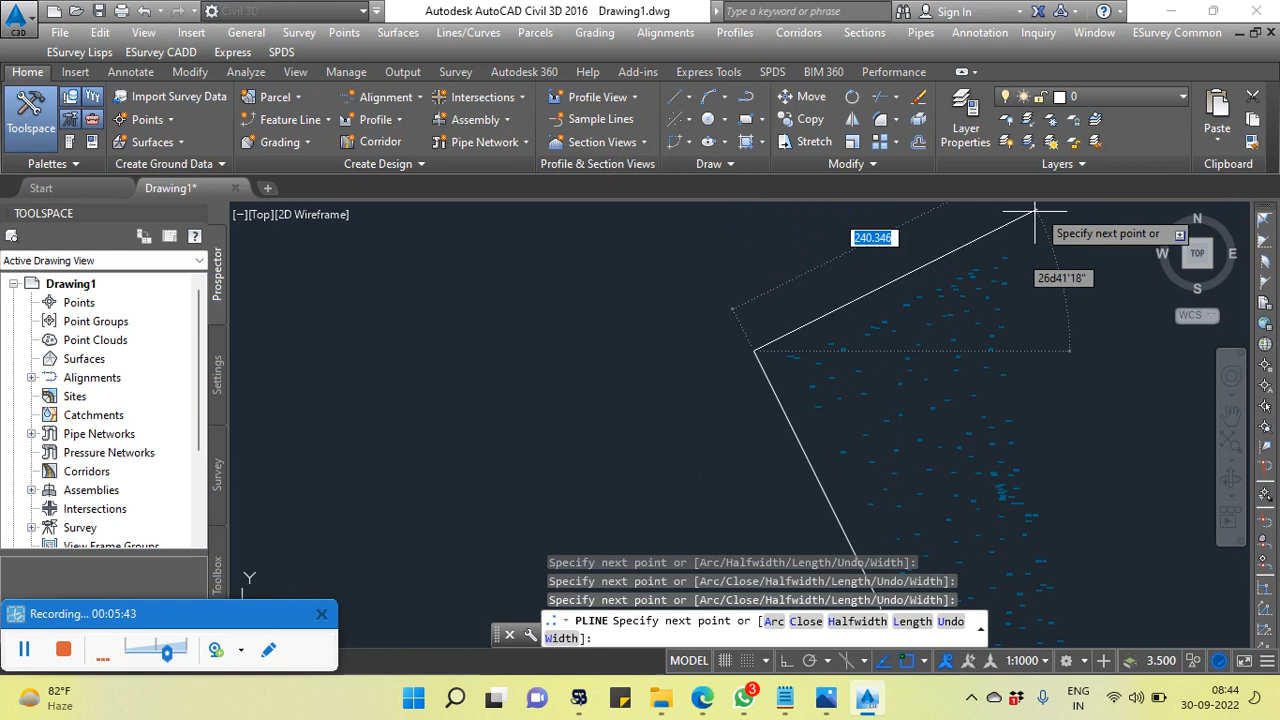 C3D
Civil 3D
Autodesk AutoCAD Civil 3D 2016 Drawing1.dwg
Type a keyword or phrase
Sign In
File Edit View Insert General Survey Points Surfaces Lines/Curves Parcels Grading Alignments Profiles Corridors Sections Pipes Annotation Inquiry Window ESurvey Common
ESurvey Lisps ESurvey CADD Express SPDS
Home Insert Annotate Modify Analyze View Manage Output Survey Autodesk 360 Help Add-ins Express Tools SPDS BIM 360 Performance
Import Survey Data Parcel Alignment Intersections Profile View Move 0
Toolspace Points Feature Line Profile Assembly Sample Lines Copy Layer Properties Paste
Surfaces Grading Corridor Pipe Network Section Views Stretch
Palettes Create Ground Data Create Design Profile & Section Views Draw Modify Layers Clipboard
Start Drawing1*
TOOLSPACE
[−][Top][2D Wireframe]
N
240.346
Specify next point or
W TOP E
Active Drawing View
26d41'18"
S
Drawing1
Prospector
Points
WCS
Point Groups
Point Clouds
Surfaces
Alignments
Settings
Sites
Catchments
Pipe Networks
Pressure Networks
Corridors
Survey
Assemblies
Intersections
Survey
View Frame Groups
Toolbox
Specify next point or [Arc/Halfwidth/Length/Undo/Width]:
Y
Specify next point or [Arc/Close/Halfwidth/Length/Undo/Width]:
Specify next point or [Arc/Close/Halfwidth/Length/Undo/Width]:
Recording... 00:05:43
PLINE Specify next point or [Arc Close Halfwidth Length Undo
Width]:
MODEL 1:1000 3.500
82°F
Haze
3
ENG
IN
08:44
30-09-2022